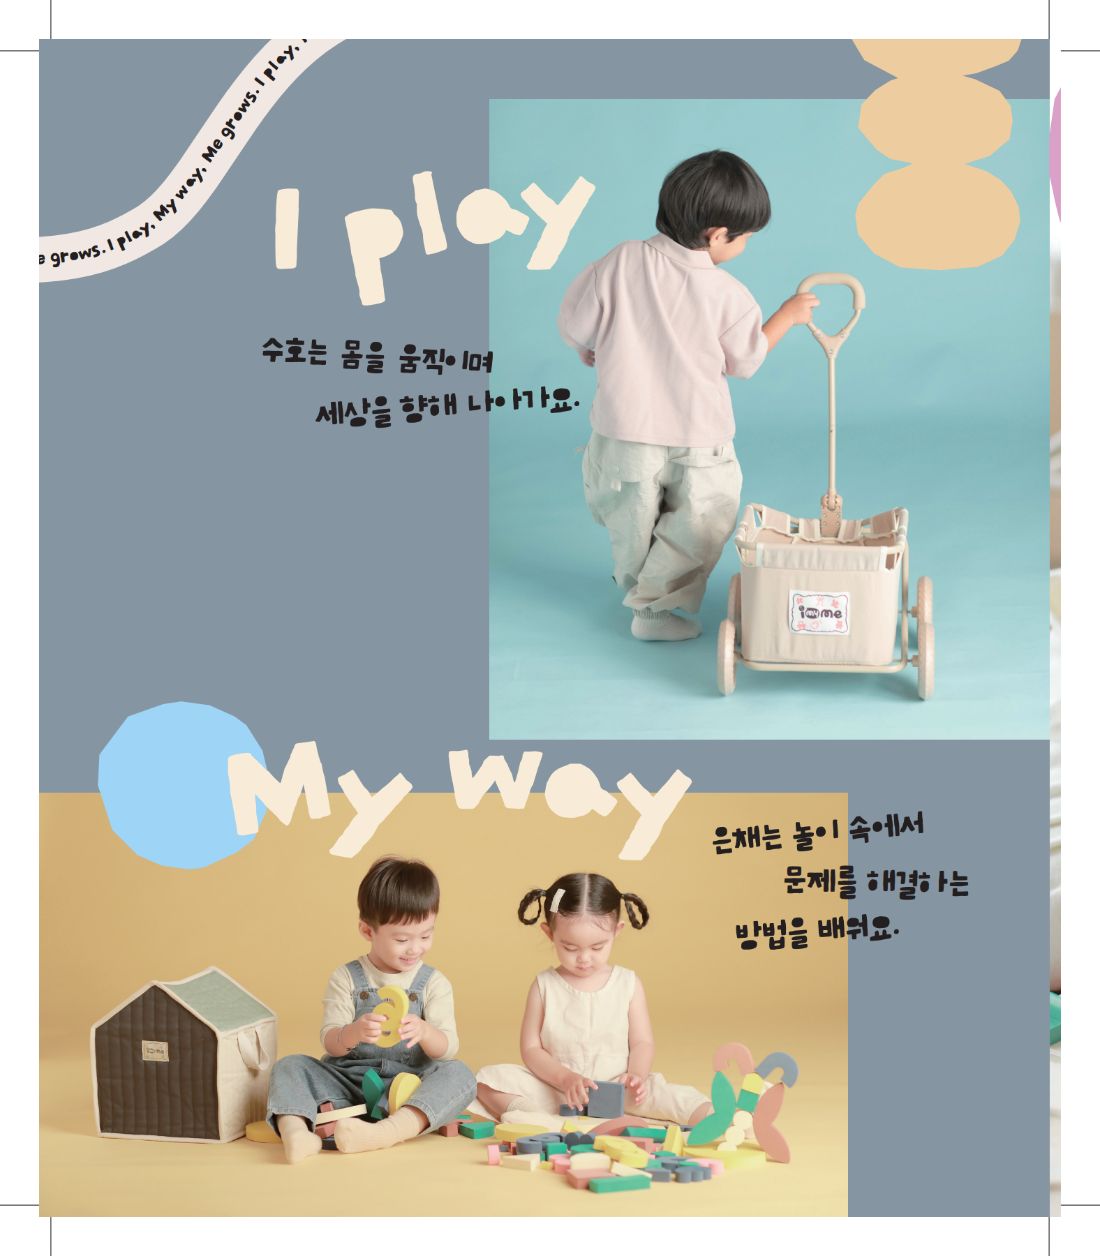 e grows. I play, My way, Me grows. I play, I
I play
수호는 몸을 움직이며
세상을 향해 나아가요.
i my me
My way
은채는 놀이 속에서
문제를 해결하는
방법을 배워요.